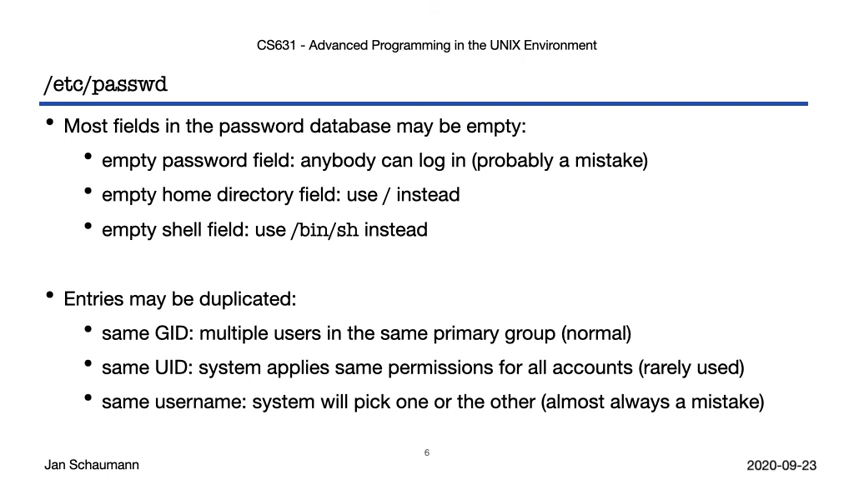 CS631 - Advanced Programming in the UNIX Environment
/etc/passwd
• Most fields in the password database may be empty:
• empty password field: anybody can log in (probably a mistake)
• empty home directory field: use / instead
• empty shell field: use /bin/sh instead
• Entries may be duplicated:
• same GID: multiple users in the same primary group (normal)
• same UID: system applies same permissions for all accounts (rarely used)
• same username: system will pick one or the other (almost always a mistake)
Jan Schaumann
6
2020-09-23